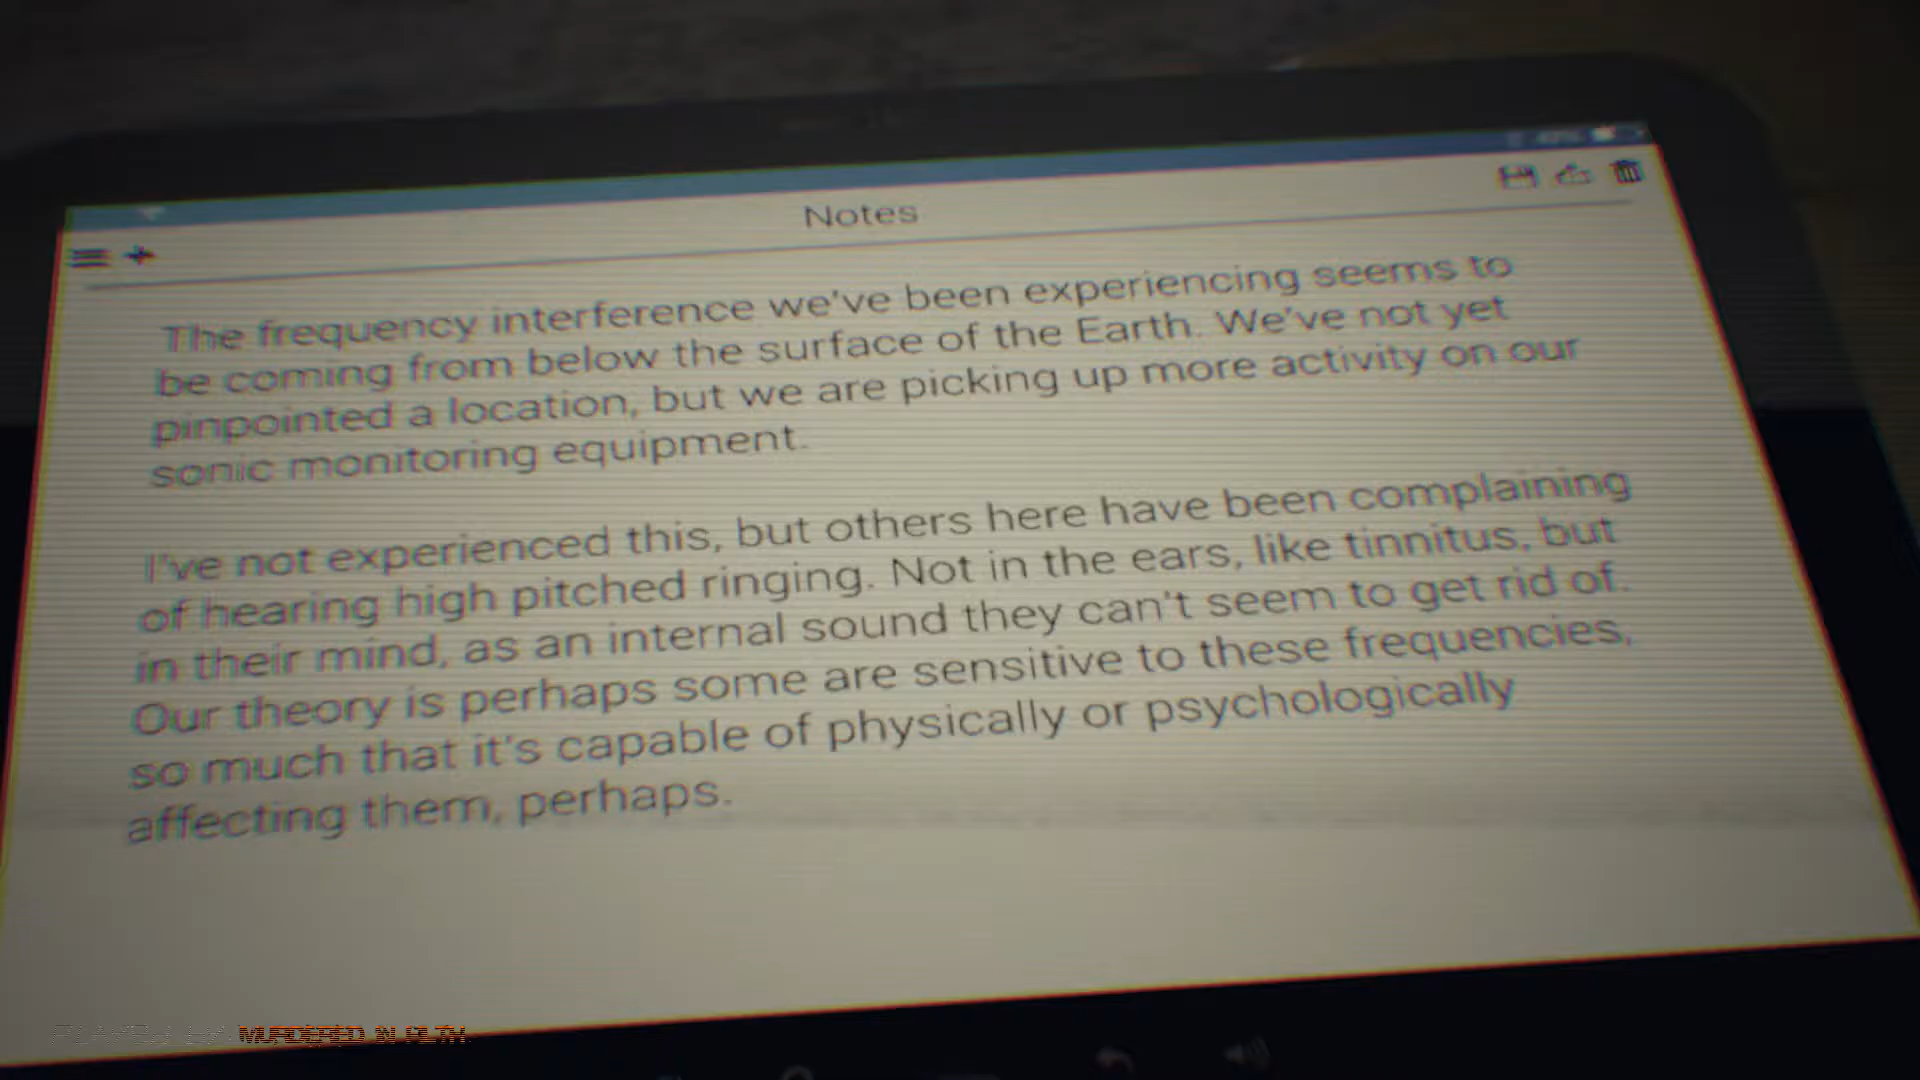 Notes
The frequency interference we've been experiencing seems to
be coming from below the surface of the Earth. We've not yet
pinpointed a location, but we are picking up more activity on our
sonic monitoring equipment.
I've not experienced this, but others here have been complaining
of hearing high pitched ringing. Not in the ears, like tinnitus, but
in their mind, as an internal sound they can't seem to get rid of.
Our theory is perhaps some are sensitive to these frequencies,
so much that it's capable of physically or psychologically
affecting them, perhaps.
MURDERED IN FILTH